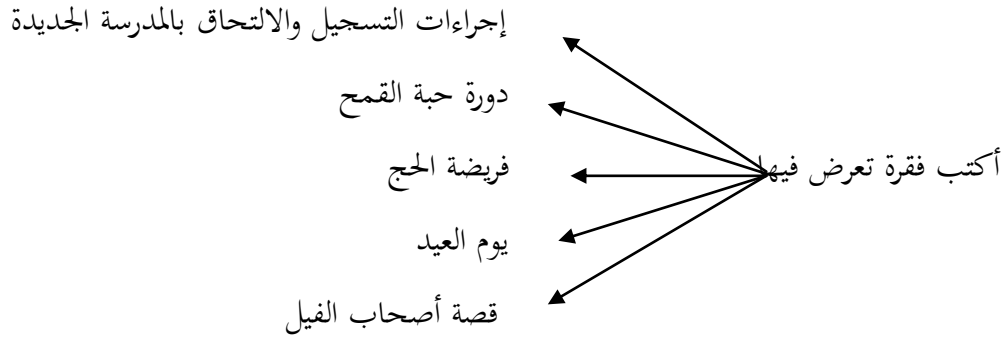 إجراءات التسجيل والالتحاق بالمدرسة الجديدة
دورة حبة القمح
أكتب فقرة تعرض فيها
فريضة الحج
يوم العيد
قصة أصحاب الفيل